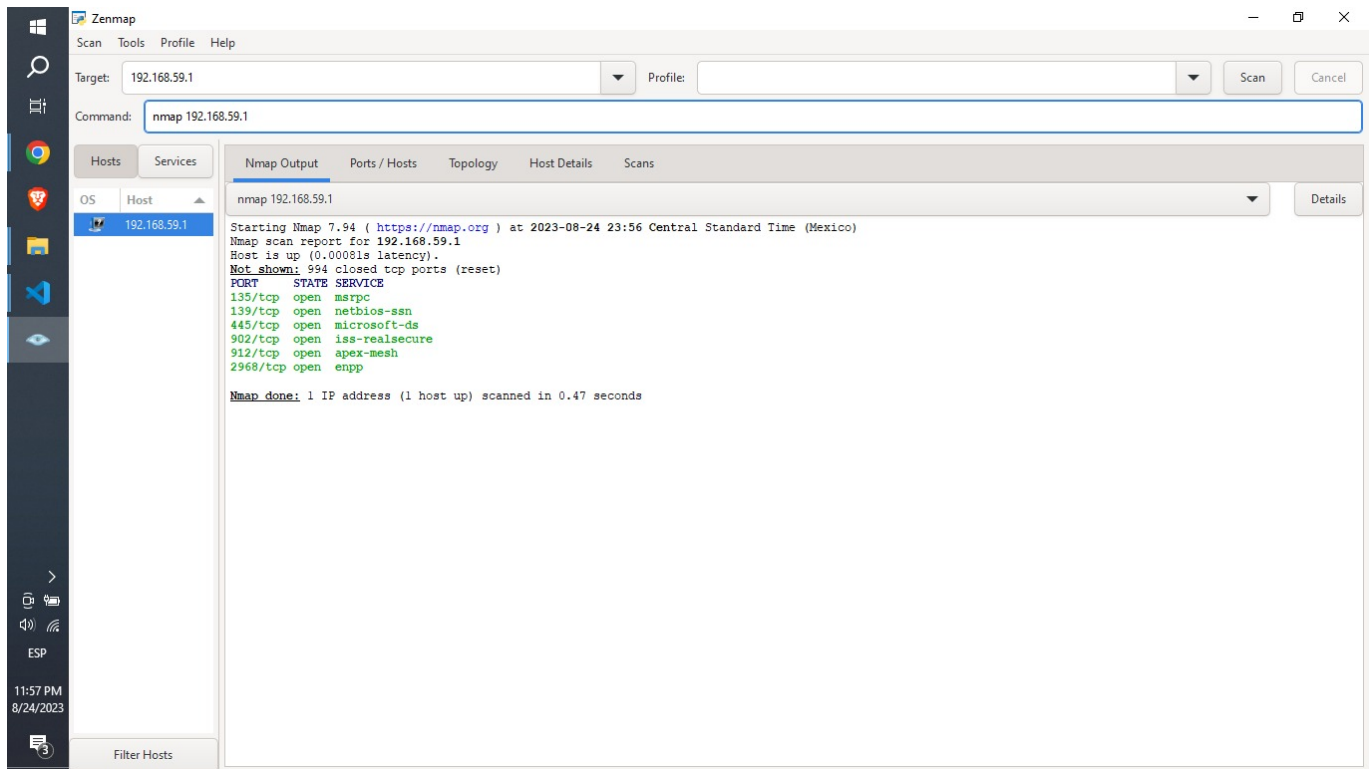 Zenmap
Scan Tools Profile Help
Target: 192.168.59.1 Profile: Scan Cancel
Command: nmap 192.168.59.1
Hosts Services Nmap Output Ports / Hosts Topology Host Details Scans
OS Host nmap 192.168.59.1 Details
192.168.59.1
Starting Nmap 7.94 ( https://nmap.org ) at 2023-08-24 23:56 Central Standard Time (Mexico)
Nmap scan report for 192.168.59.1
Host is up (0.00081s latency).
Not shown: 994 closed tcp ports (reset)
PORT STATE SERVICE
135/tcp open msrpc
139/tcp open netbios-ssn
445/tcp open microsoft-ds
902/tcp open iss-realsecure
912/tcp open apex-mesh
2968/tcp open enpp
Nmap done: 1 IP address (1 host up) scanned in 0.47 seconds
ESP
11:57 PM
8/24/2023
3
Filter Hosts